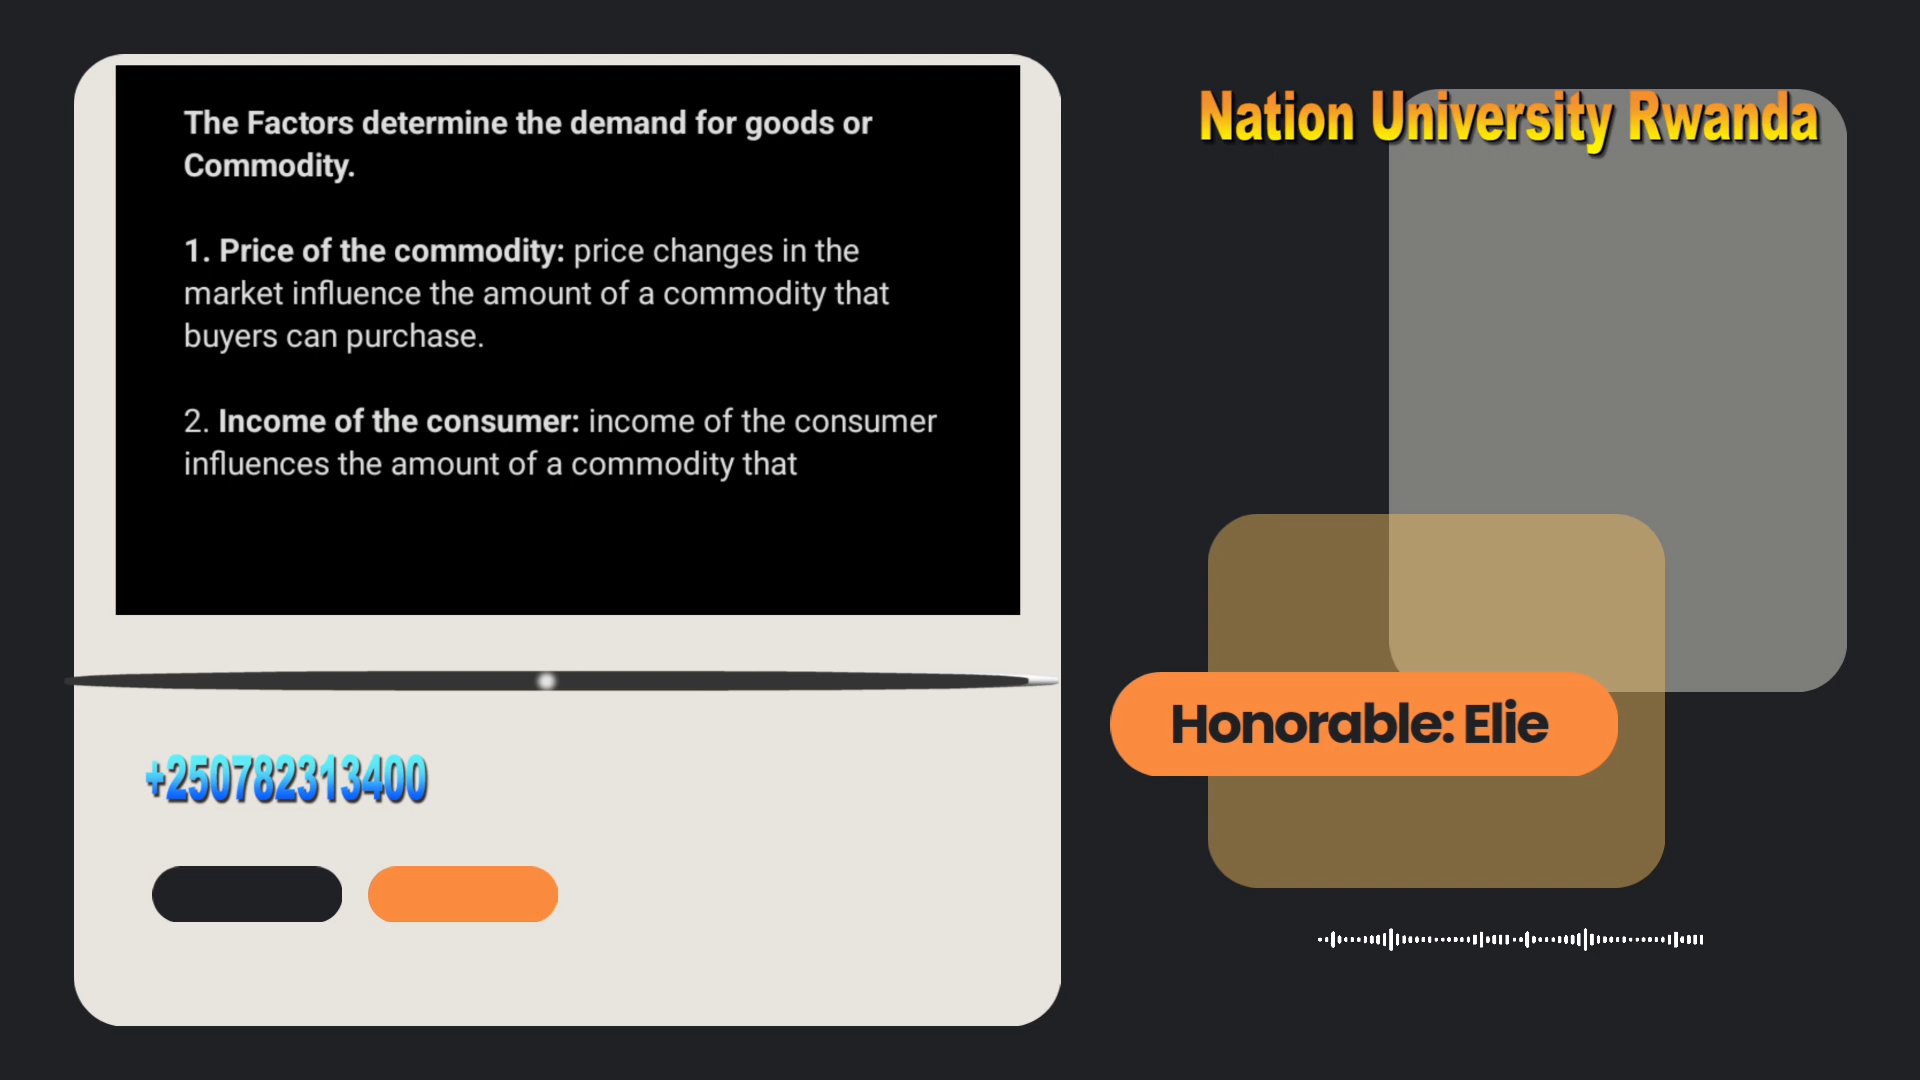 The Factors determine the demand for goods or
Commodity.
1. Price of the commodity: price changes in the
market influence the amount of a commodity that
buyers can purchase.
2. Income of the consumer: income of the consumer
influences the amount of a commodity that
+250782313400
Nation University Rwanda
Honorable: Elie